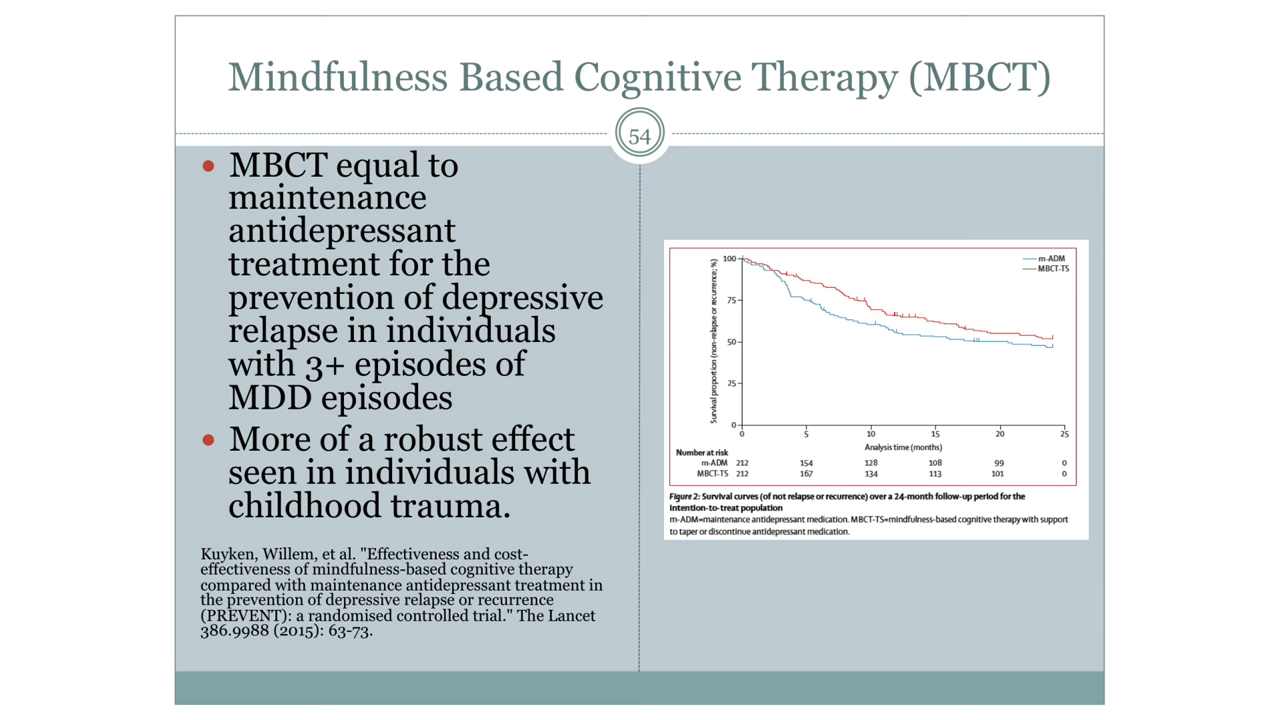 Mindfulness Based Cognitive Therapy (MBCT)
54
• MBCT equal to
maintenance
antidepressant
treatment for the
prevention of depressive
relapse in individuals
with 3+ episodes of
MDD episodes
• More of a robust effect
seen in individuals with
childhood trauma.
Kuyken, Willem, et al. "Effectiveness and cost-
effectiveness of mindfulness-based cognitive therapy
compared with maintenance antidepressant treatment in
the prevention of depressive relapse or recurrence
(PREVENT): a randomised controlled trial." The Lancet
386.9988 (2015): 63-73.
m-ADM
MBCT-TS
Survival proportion (non-relapse or recurrence; %)
100
75
50
25
0
0 5 10 15 20 25
Analysis time (months)
Number at risk
m-ADM 212 154 128 108 99 0
MBCT-TS 212 167 134 113 101 0
Figure 2: Survival curves (of not relapse or recurrence) over a 24-month follow-up period for the
intention-to-treat population
m-ADM=maintenance antidepressant medication. MBCT-TS=mindfulness-based cognitive therapy with support
to taper or discontinue antidepressant medication.